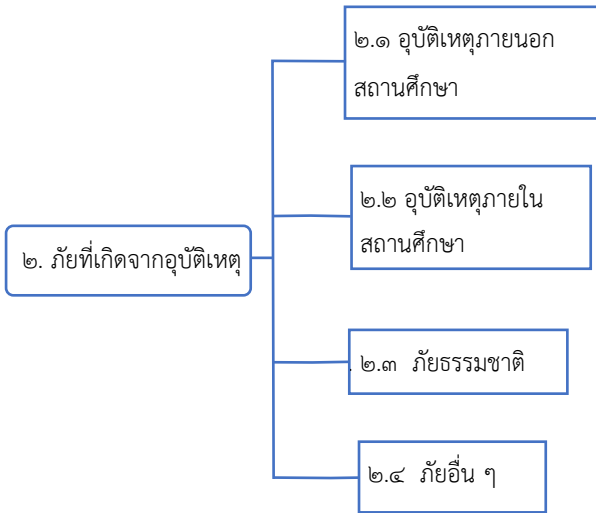 ๒.๑ อุบัติเหตุภายนอก
สถานศึกษา
๒.๒ อุบัติเหตุภายใน
สถานศึกษา
๒. ภัยที่เกิดจากอุบัติเหตุ
๒.๓ ภัยธรรมชาติ
๒.๔ ภัยอื่น ๆ